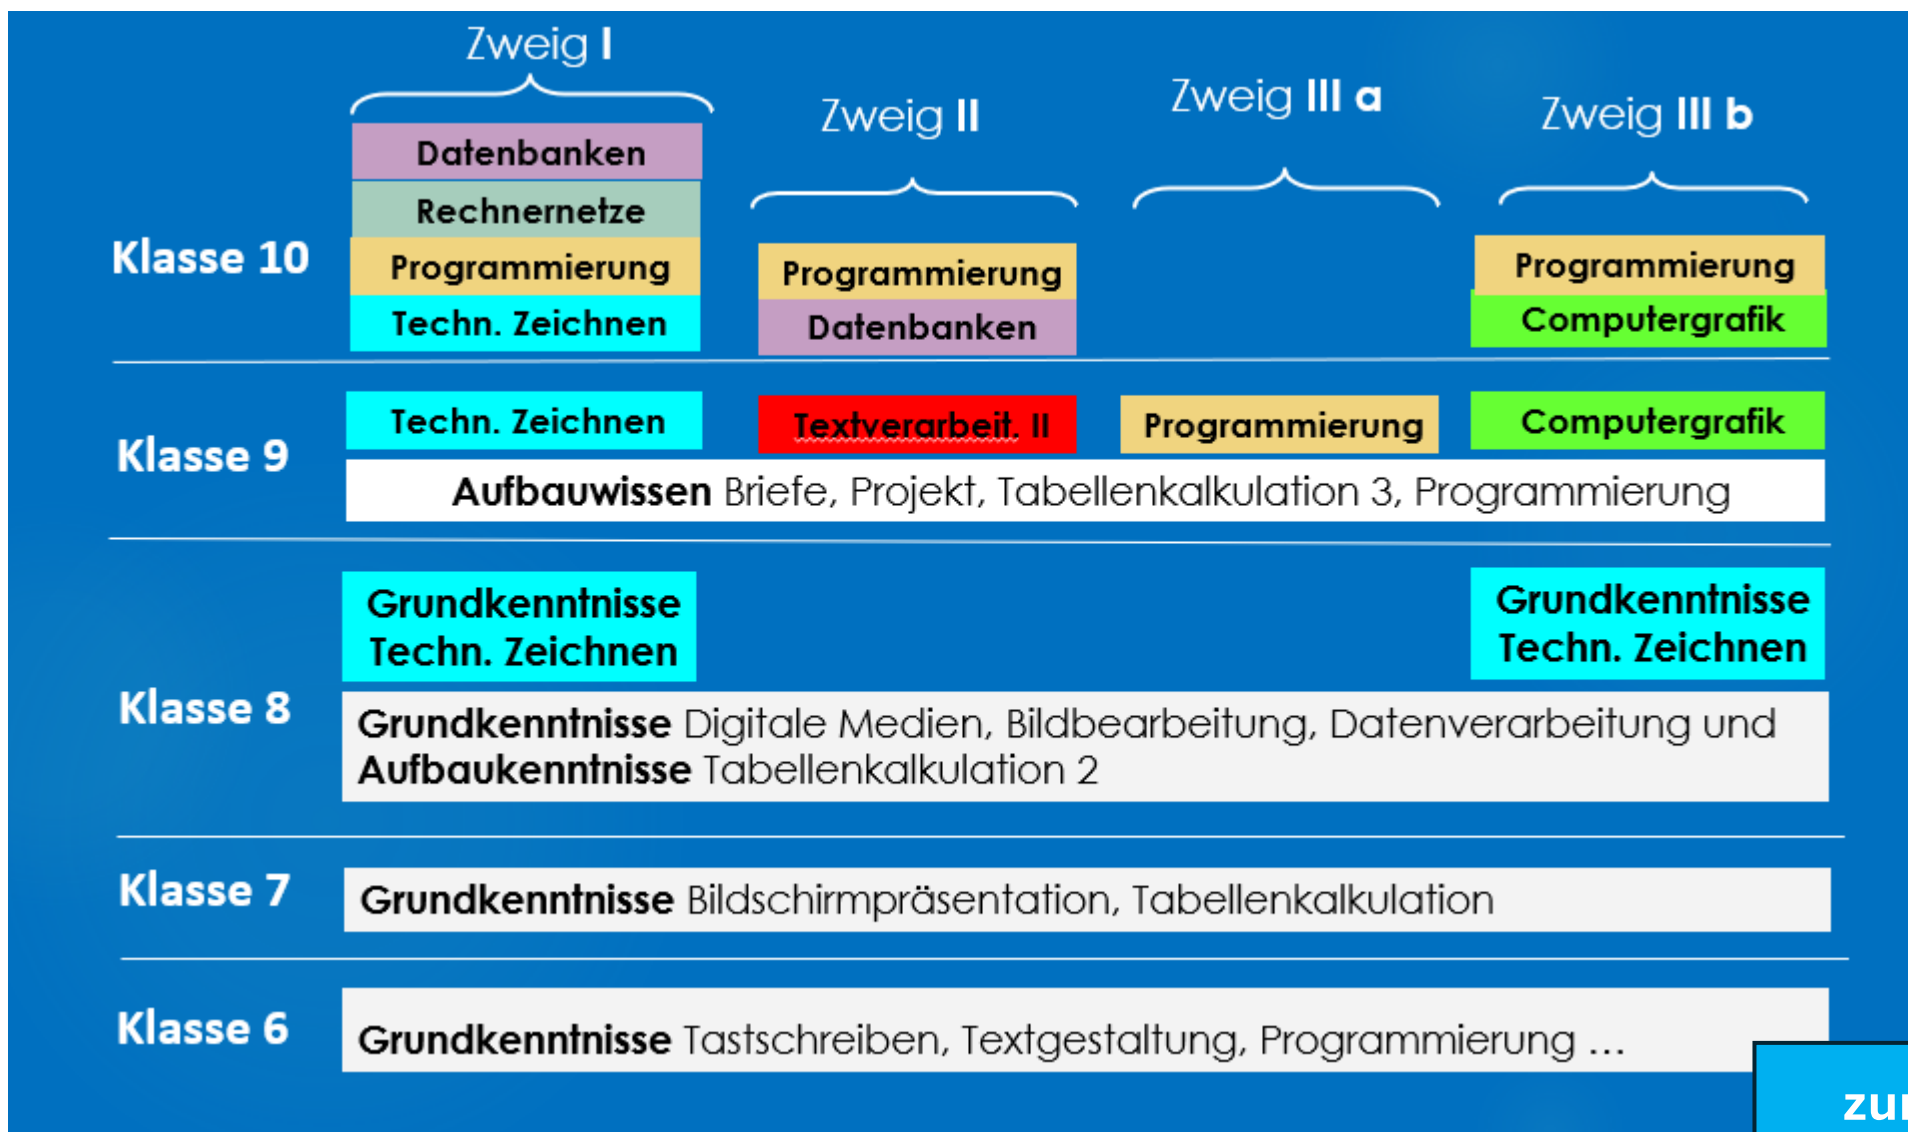 Zweig I
Zweig II
Zweig III a
Zweig III b
Klasse 10
Datenbanken
Rechnernetze
Programmierung
Techn. Zeichnen
Programmierung
Datenbanken
Programmierung
Computergrafik
Klasse 9
Techn. Zeichnen
Textverarbeit. II
Programmierung
Computergrafik
Aufbauwissen Briefe, Projekt, Tabellenkalkulation 3, Programmierung
Klasse 8
Grundkenntnisse
Techn. Zeichnen
Grundkenntnisse
Techn. Zeichnen
Grundkenntnisse Digitale Medien, Bildbearbeitung, Datenverarbeitung und
Aufbaukenntnisse Tabellenkalkulation 2
Klasse 7
Grundkenntnisse Bildschirmpräsentation, Tabellenkalkulation
Klasse 6
Grundkenntnisse Tastschreiben, Textgestaltung, Programmierung ...